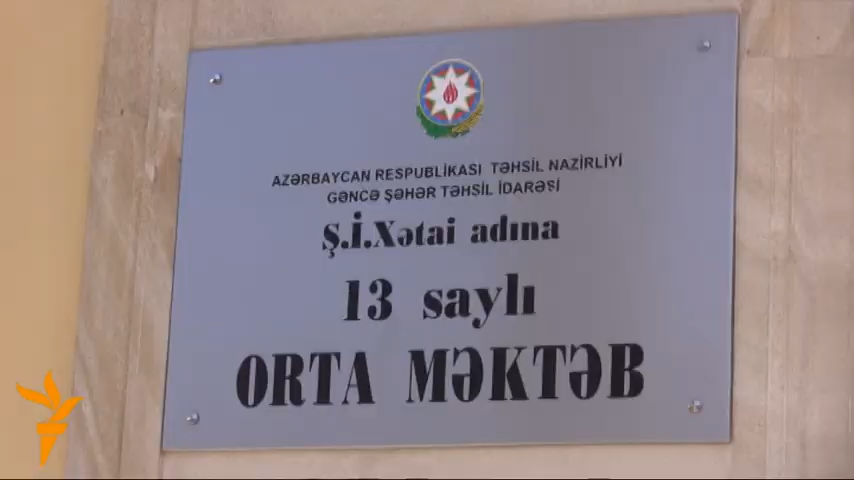 AZƏRBAYCAN RESPUBLİKASI TƏHSİL NAZİRLİYİ
GƏNCƏ ŞƏHƏR TƏHSİL İDARƏSİ
Ş.İ.Xətai adına
13 saylı
ORTA MƏKTƏB